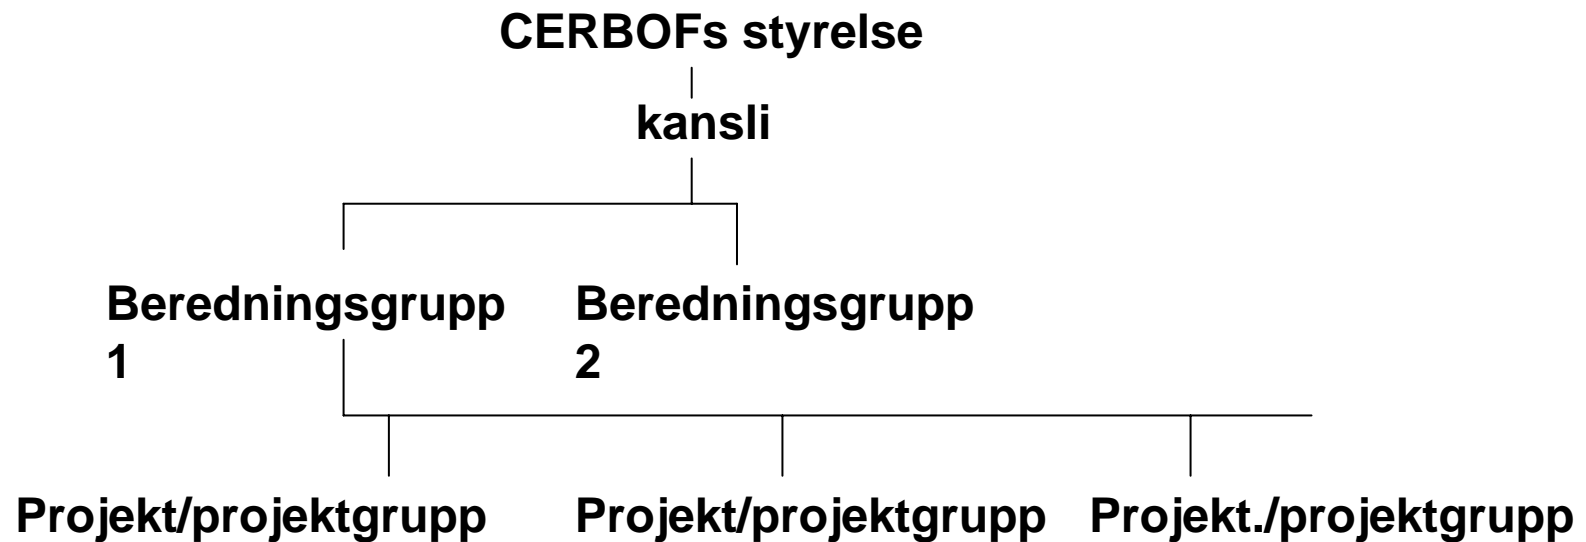 CERBOFs styrelse
kansli
Beredningsgrupp
1
Beredningsgrupp
2
Projekt/projektgrupp
Projekt/projektgrupp
Projekt./projektgrupp